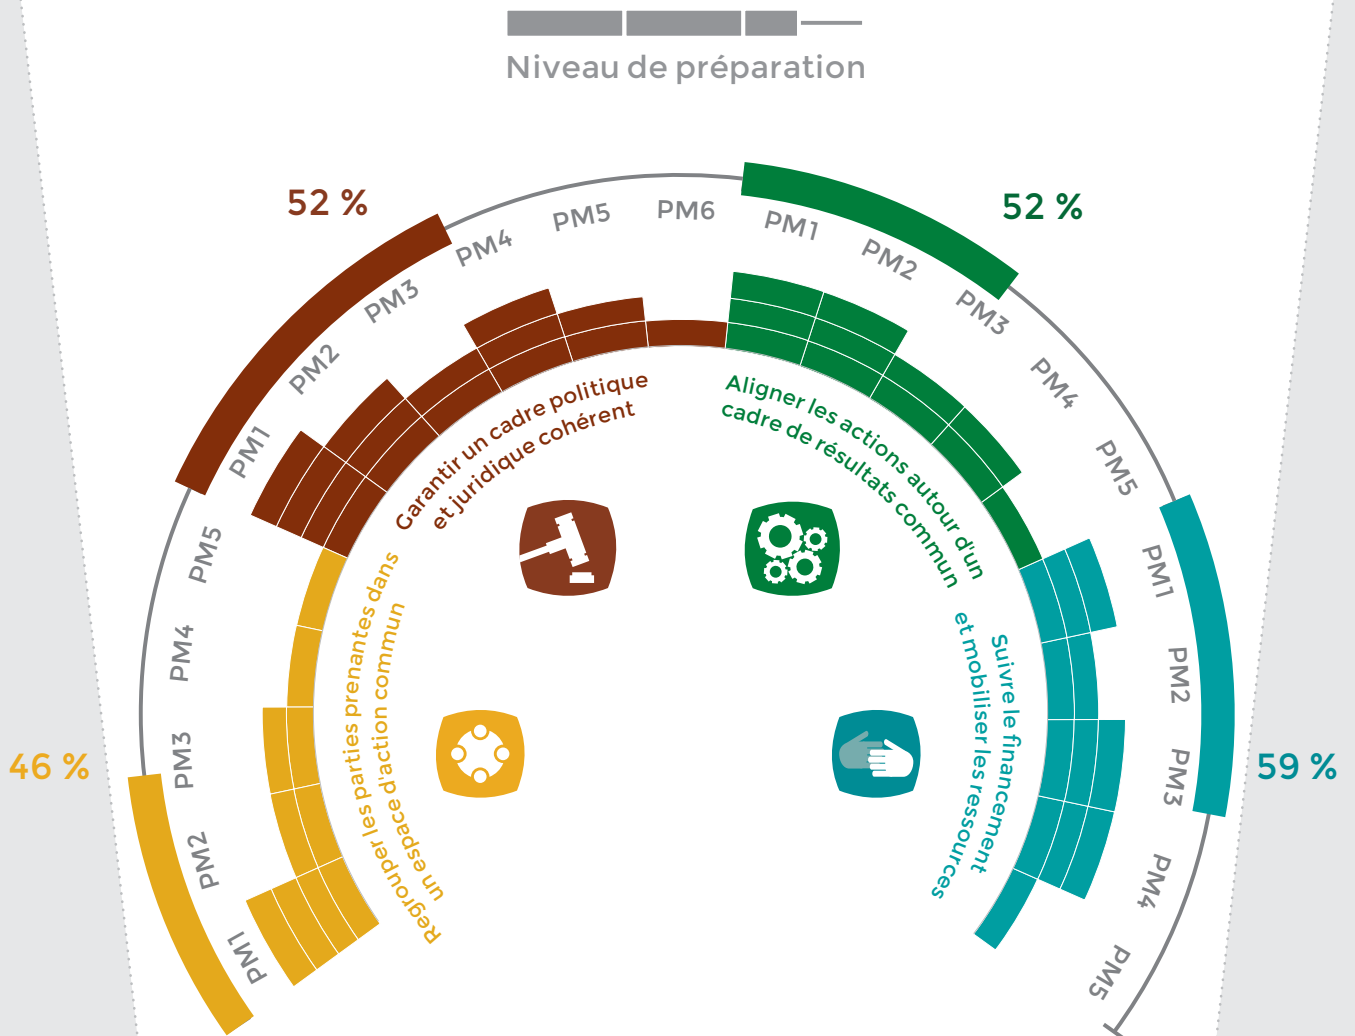 Niveau de préparation
46 %
PM1
PM2
PM3
PM4
PM5
Regrouper les parties prenantes dans
un espace d'action commun
52 %
PM1
PM2
PM3
PM4
PM5
PM6
Garantir un cadre politique
et juridique cohérent
52 %
PM1
PM2
PM3
PM4
PM5
Aligner les actions autour d'un
cadre de résultats commun
59 %
PM1
PM2
PM3
PM4
PM5
Suivre le financement
et mobiliser les ressources